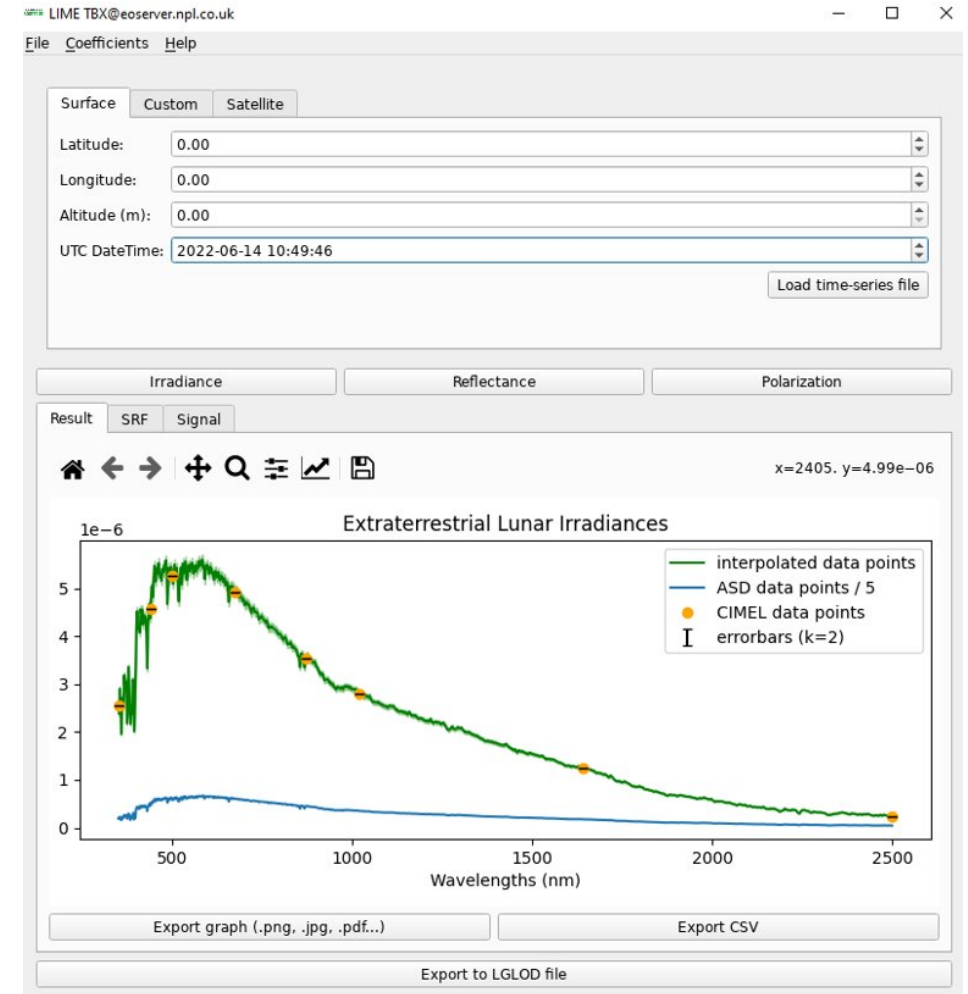 LIME TBX@eoserver.npl.co.uk
File Coefficients Help
Surface Custom Satellite
Latitude: 0.00
Longitude: 0.00
Altitude (m): 0.00
UTC DateTime: 2022-06-14 10:49:46
Load time-series file
Irradiance Reflectance Polarization
Result SRF Signal
x=2405. y=4.99e−06
Extraterrestrial Lunar Irradiances
1e−6
interpolated data points
ASD data points / 5
CIMEL data points
errorbars (k=2)
5
4
3
2
1
0
500 1000 1500 2000 2500
Wavelengths (nm)
Export graph (.png, .jpg, .pdf...) Export CSV
Export to LGLOD file